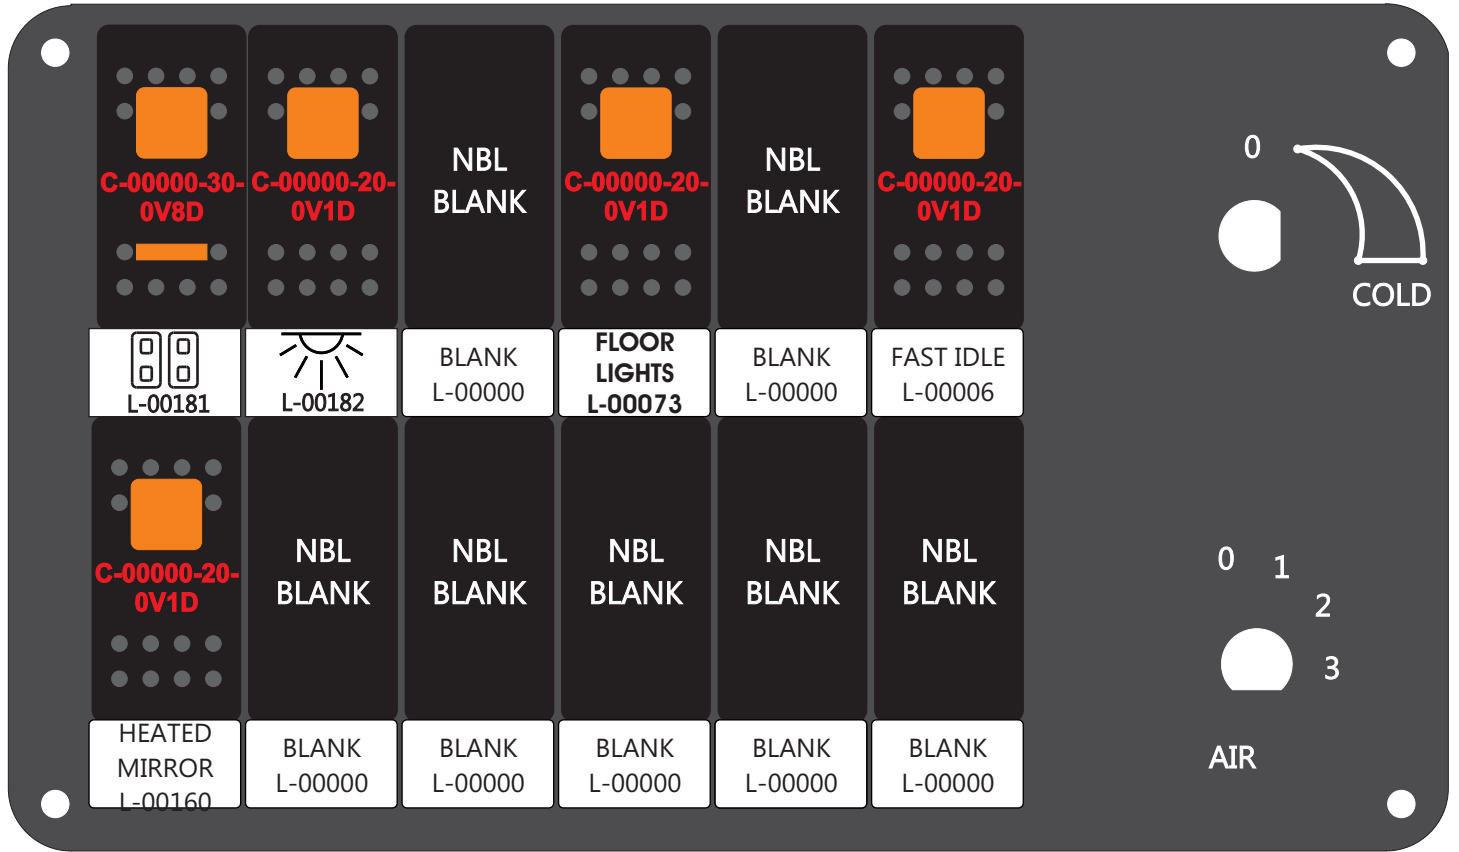 C-00000-30-
0V8D
C-00000-20-
0V1D
NBL
BLANK
C-00000-20-
0V1D
NBL
BLANK
C-00000-20-
0V1D
0
COLD
L-00181
L-00182
BLANK
L-00000
FLOOR
LIGHTS
L-00073
BLANK
L-00000
FAST IDLE
L-00006
C-00000-20-
0V1D
NBL
BLANK
NBL
BLANK
NBL
BLANK
NBL
BLANK
NBL
BLANK
0
1
2
3
AIR
HEATED
MIRROR
L-00160
BLANK
L-00000
BLANK
L-00000
BLANK
L-00000
BLANK
L-00000
BLANK
L-00000